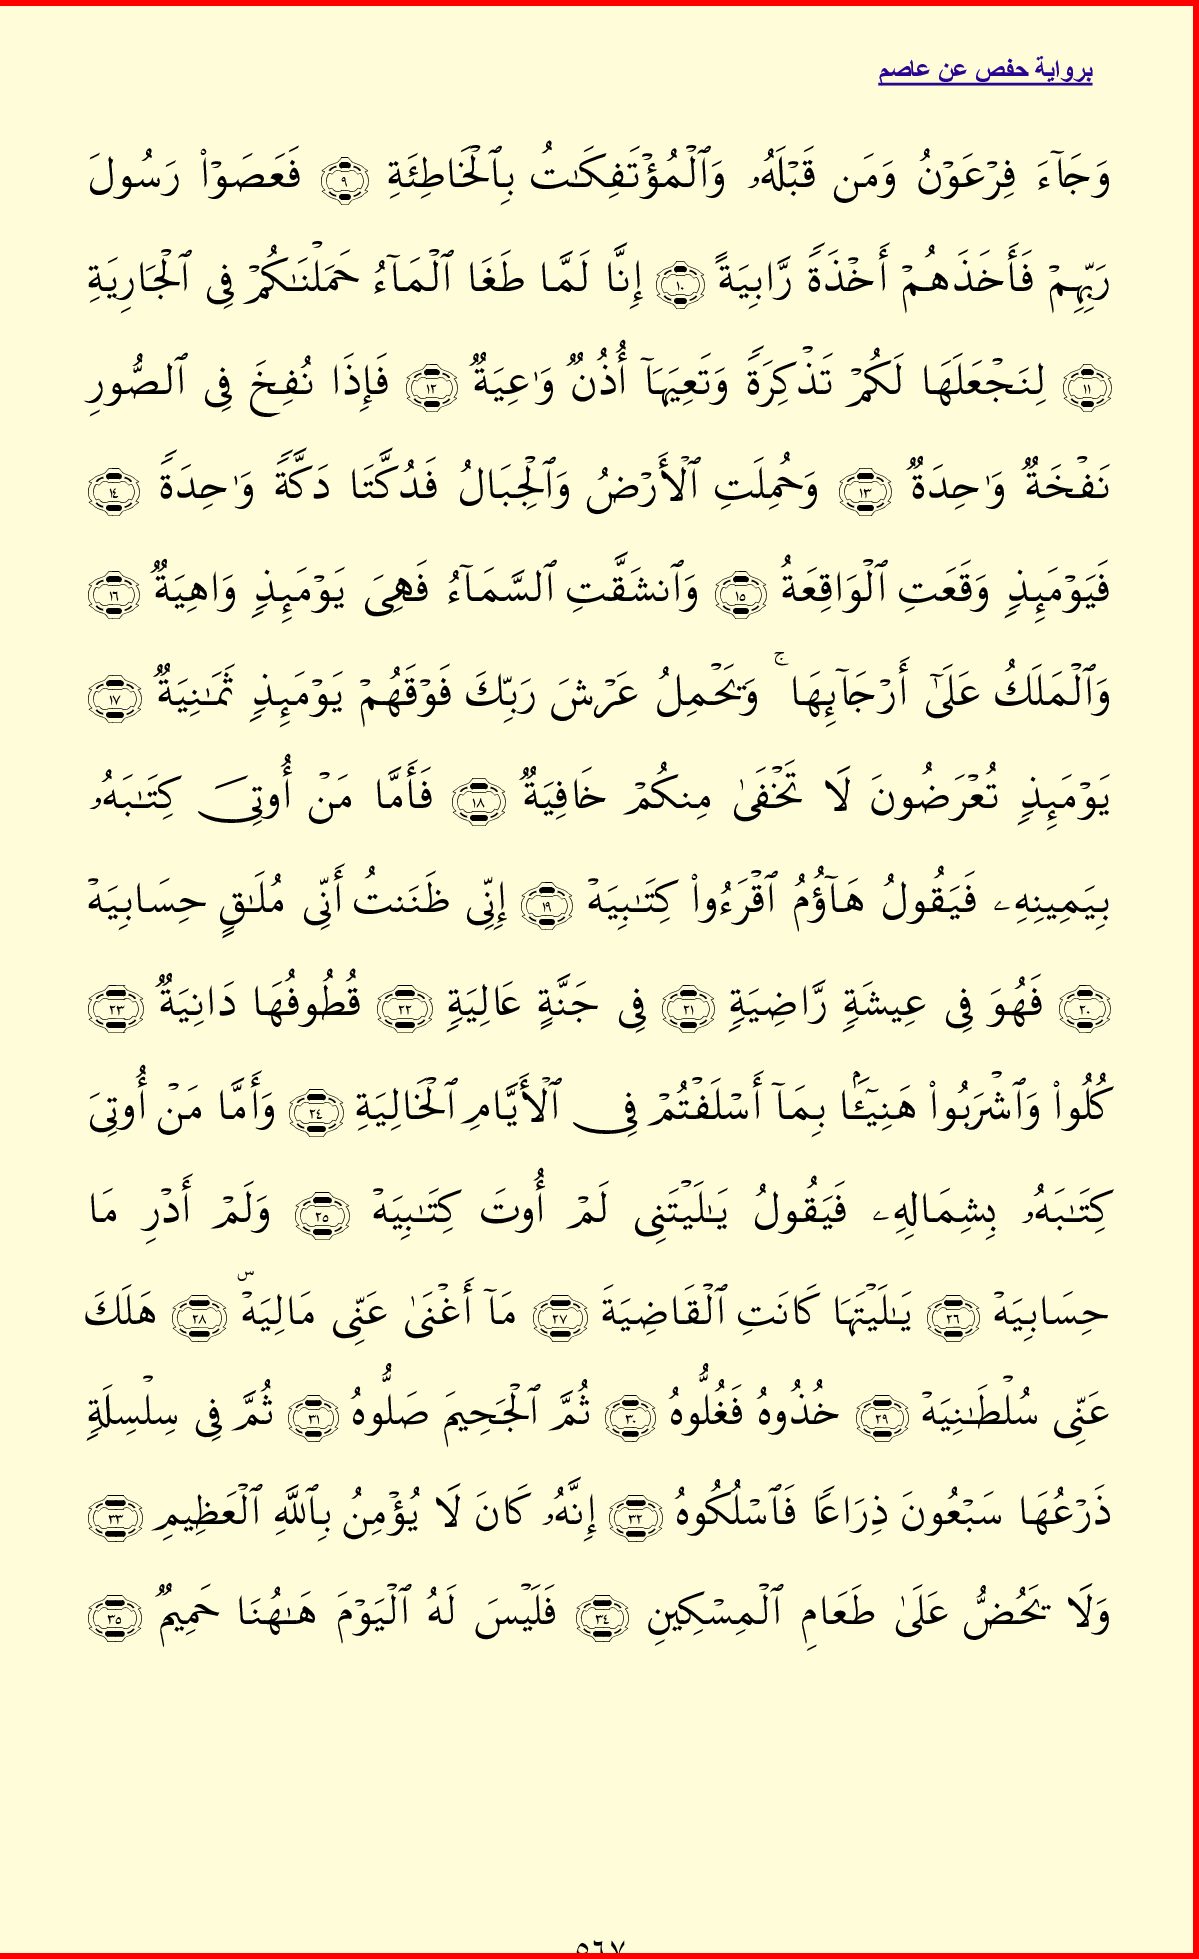 برواية حفص عن عاصم
وَجَآءَ فِرْعَوْنُ وَمَن قَبْلَهُۥ وَٱلْمُؤْتَفِكَٰتُ بِٱلْخَاطِئَةِ ٩ فَعَصَوْا۟ رَسُولَ
رَبِّهِمْ فَأَخَذَهُمْ أَخْذَةً رَّابِيَةً ١٠ إِنَّا لَمَّا طَغَا ٱلْمَآءُ حَمَلْنَٰكُمْ فِى ٱلْجَارِيَةِ
١١ لِنَجْعَلَهَا لَكُمْ تَذْكِرَةً وَتَعِيَهَآ أُذُنٌ وَٰعِيَةٌ ١٢ فَإِذَا نُفِخَ فِى ٱلصُّورِ
نَفْخَةٌ وَٰحِدَةٌ ١٣ وَحُمِلَتِ ٱلْأَرْضُ وَٱلْجِبَالُ فَدُكَّتَا دَكَّةً وَٰحِدَةً ١٤
فَيَوْمَئِذٍ وَقَعَتِ ٱلْوَاقِعَةُ ١٥ وَٱنشَقَّتِ ٱلسَّمَآءُ فَهِىَ يَوْمَئِذٍ وَاهِيَةٌ ١٦
وَٱلْمَلَكُ عَلَىٰٓ أَرْجَآئِهَا ۚ وَيَحْمِلُ عَرْشَ رَبِّكَ فَوْقَهُمْ يَوْمَئِذٍ ثَمَٰنِيَةٌ ١٧
يَوْمَئِذٍ تُعْرَضُونَ لَا تَخْفَىٰ مِنكُمْ خَافِيَةٌ ١٨ فَأَمَّا مَنْ أُوتِىَ كِتَٰبَهُۥ
بِيَمِينِهِۦ فَيَقُولُ هَآؤُمُ ٱقْرَءُوا۟ كِتَٰبِيَهْ ١٩ إِنِّى ظَنَنتُ أَنِّى مُلَٰقٍ حِسَابِيَهْ
٢٠ فَهُوَ فِى عِيشَةٍ رَّاضِيَةٍ ٢١ فِى جَنَّةٍ عَالِيَةٍ ٢٢ قُطُوفُهَا دَانِيَةٌ ٢٣
كُلُوا۟ وَٱشْرَبُوا۟ هَنِيٓـًٔۢا بِمَآ أَسْلَفْتُمْ فِى ٱلْأَيَّامِ ٱلْخَالِيَةِ ٢٤ وَأَمَّا مَنْ أُوتِىَ
كِتَٰبَهُۥ بِشِمَالِهِۦ فَيَقُولُ يَٰلَيْتَنِى لَمْ أُوتَ كِتَٰبِيَهْ ٢٥ وَلَمْ أَدْرِ مَا
حِسَابِيَهْ ٢٦ يَٰلَيْتَهَا كَانَتِ ٱلْقَاضِيَةَ ٢٧ مَآ أَغْنَىٰ عَنِّى مَالِيَهْۜ ٢٨ هَلَكَ
عَنِّى سُلْطَٰنِيَهْ ٢٩ خُذُوهُ فَغُلُّوهُ ٣٠ ثُمَّ ٱلْجَحِيمَ صَلُّوهُ ٣١ ثُمَّ فِى سِلْسِلَةٍ
ذَرْعُهَا سَبْعُونَ ذِرَاعًا فَٱسْلُكُوهُ ٣٢ إِنَّهُۥ كَانَ لَا يُؤْمِنُ بِٱللَّهِ ٱلْعَظِيمِ ٣٣
وَلَا يَحُضُّ عَلَىٰ طَعَامِ ٱلْمِسْكِينِ ٣٤ فَلَيْسَ لَهُ ٱلْيَوْمَ هَٰهُنَا حَمِيمٌ ٣٥
٥٦٧